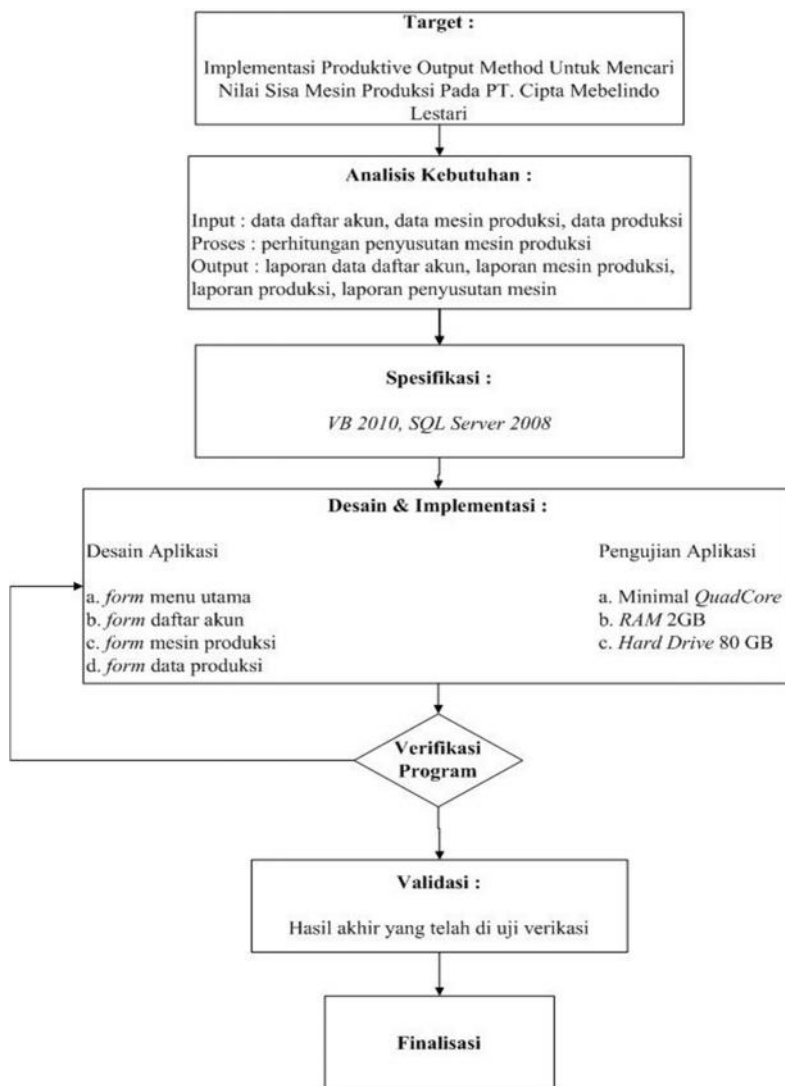 Target :
Implementasi Produktive Output Method Untuk Mencari
Nilai Sisa Mesin Produksi Pada PT. Cipta Mebelindo
Lestari
Analisis Kebutuhan :
Input : data daftar akun, data mesin produksi, data produksi
Proses : perhitungan penyusutan mesin produksi
Output : laporan data daftar akun, laporan mesin produksi,
laporan produksi, laporan penyusutan mesin
Spesifikasi :
VB 2010, SQL Server 2008
Desain & Implementasi :
Desain Aplikasi
a. form menu utama
b. form daftar akun
c. form mesin produksi
d. form data produksi
Pengujian Aplikasi
a. Minimal QuadCore
b. RAM 2GB
c. Hard Drive 80 GB
Verifikasi
Program
Validasi :
Hasil akhir yang telah di uji verikasi
Finalisasi